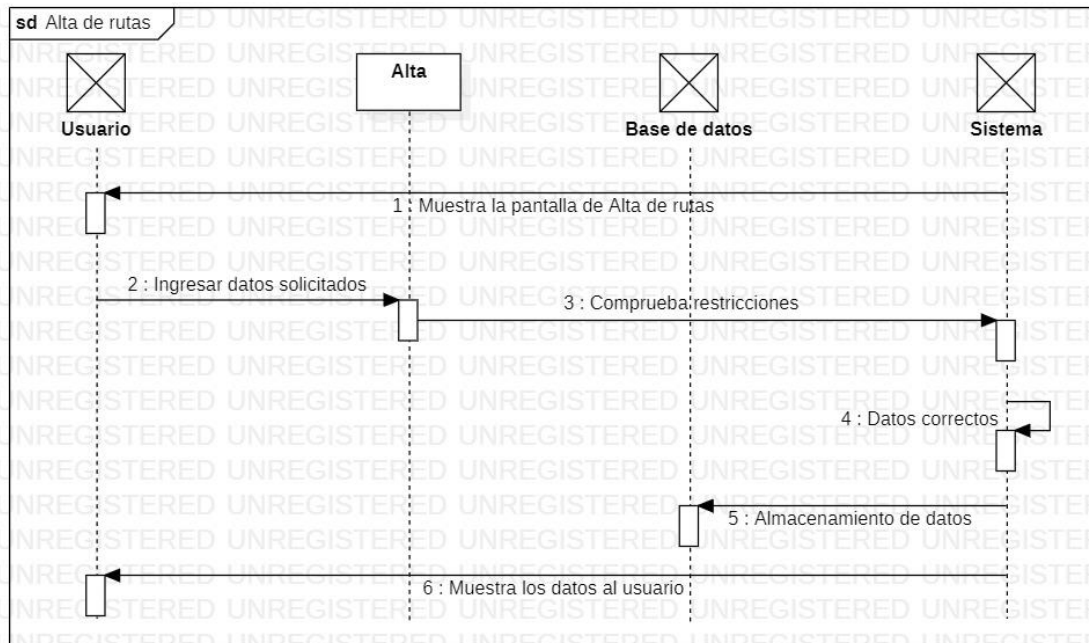 sd Alta de rutas
Alta
Usuario
Base de datos
Sistema
1 : Muestra la pantalla de Alta de rutas
2 : Ingresar datos solicitados
3 : Comprueba restricciones
4 : Datos correctos
5 : Almacenamiento de datos
6 : Muestra los datos al usuario
UNREGISTERED